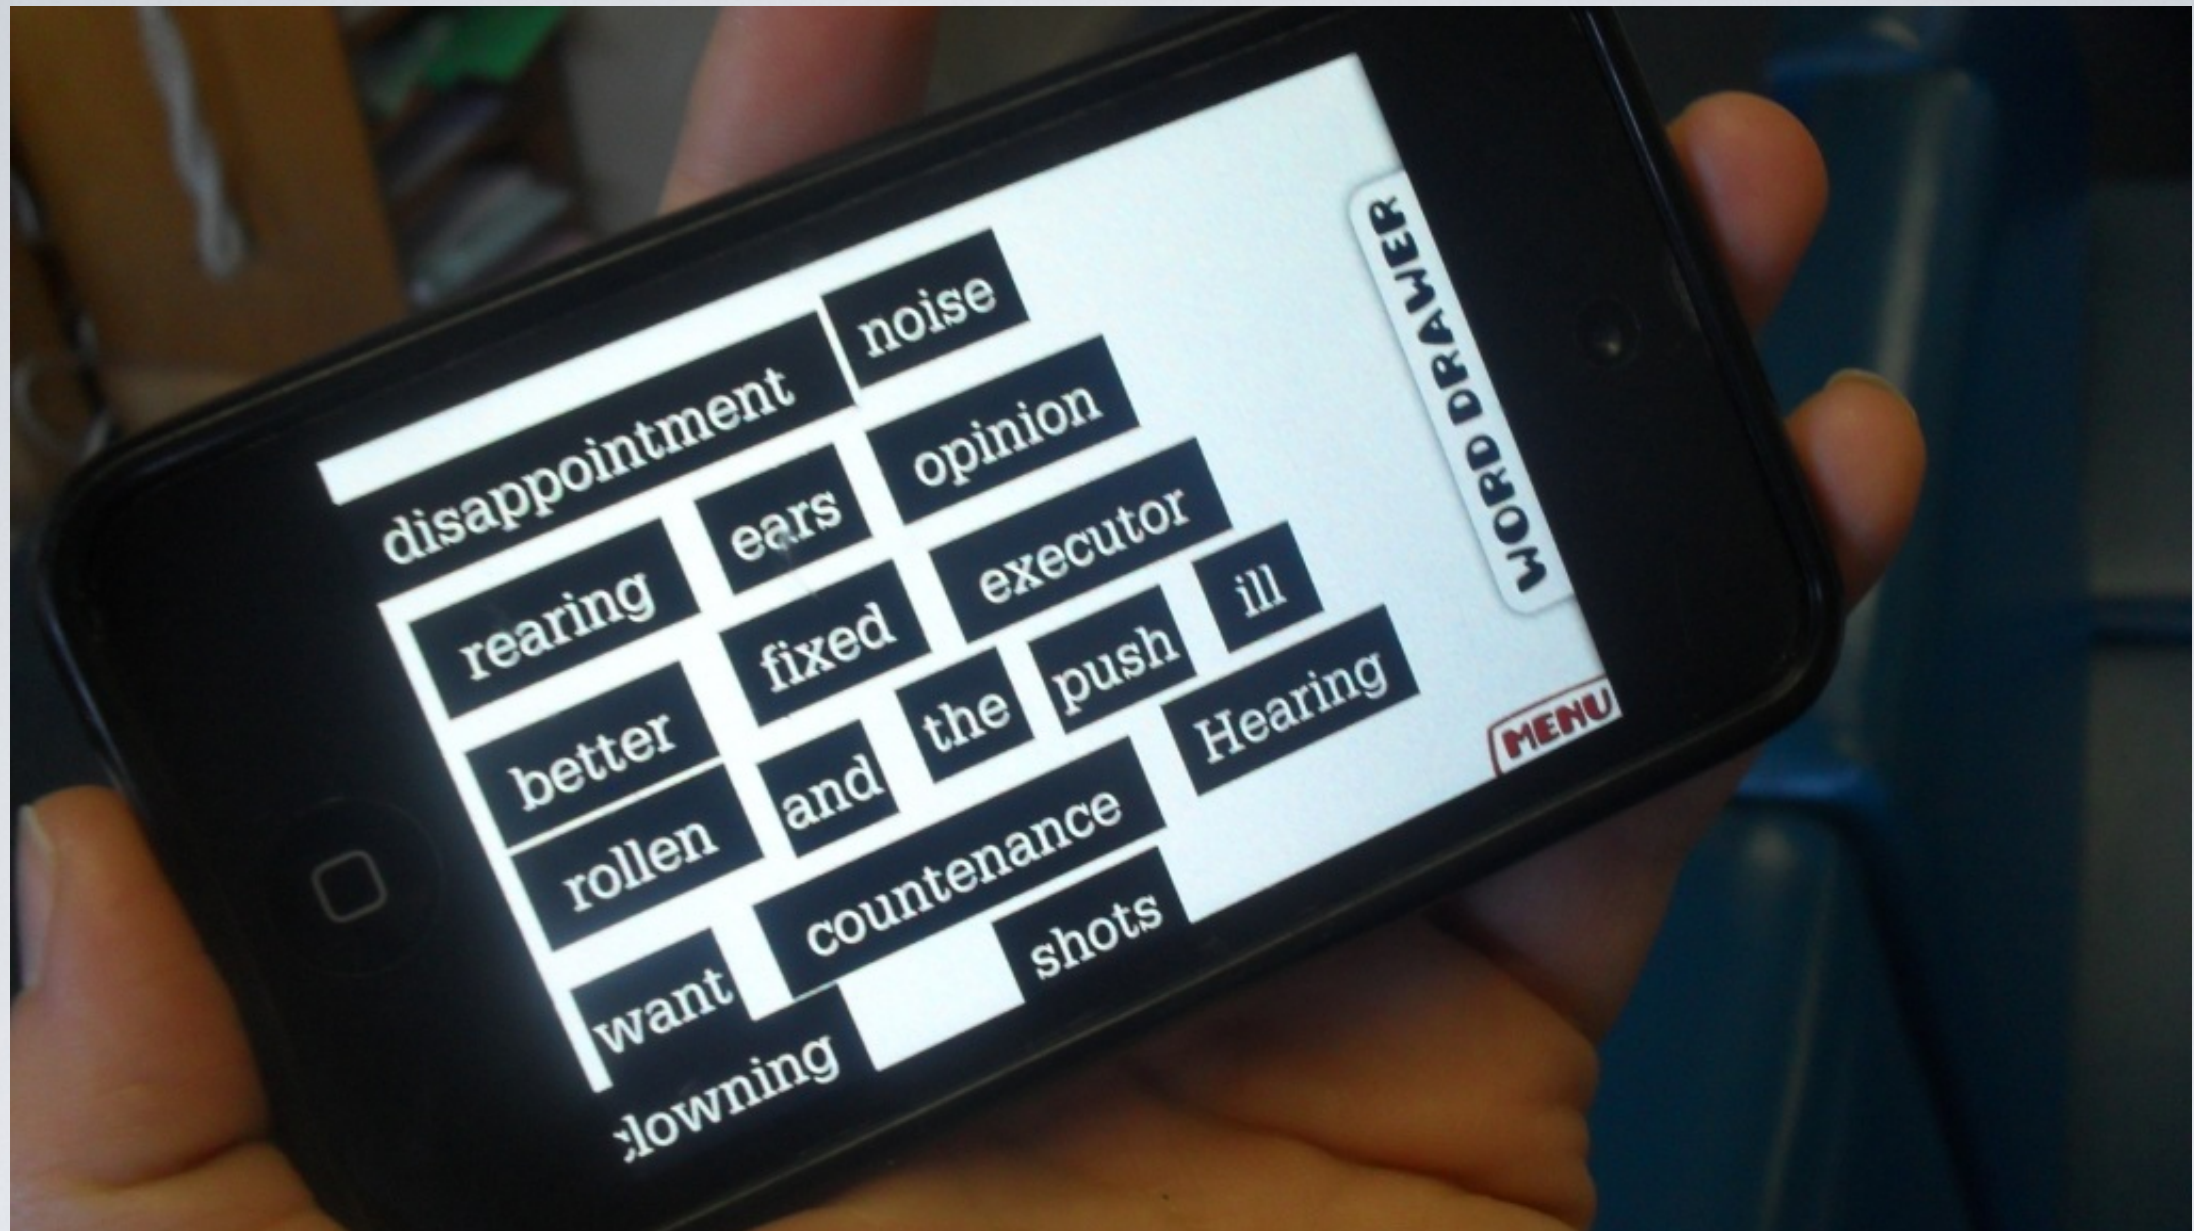 disappointment noise
rearing ears opinion
better fixed executor
rollen and the push ill
want countenance Hearing
clowning shots
WORD DRAWER
MENU